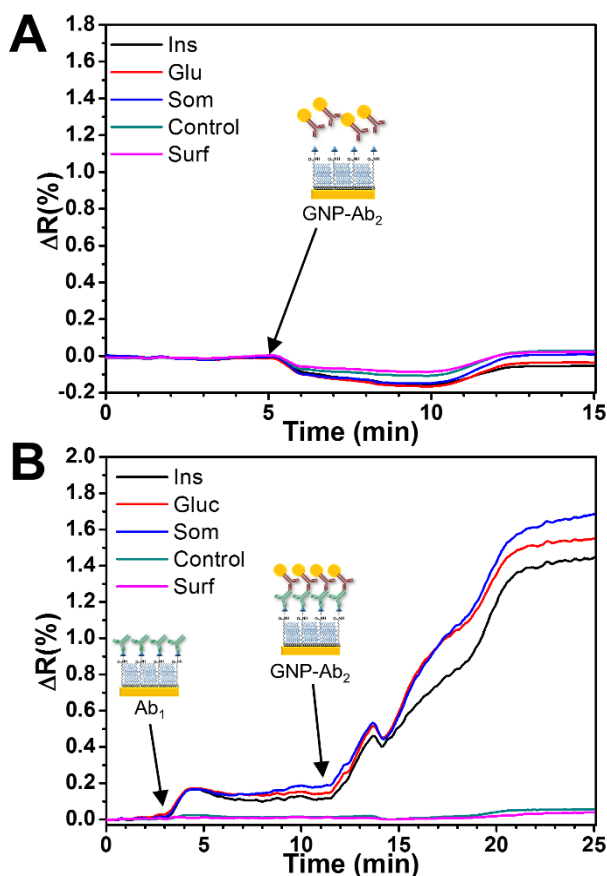 A
Ins
Glu
Som
Control
Surf
GNP-Ab₂
ΔR(%)
1.8
1.6
1.4
1.2
1.0
0.8
0.6
0.4
0.2
0.0
-0.2
0 5 10 15
Time (min)
B
Ins
Gluc
Som
Control
Surf
Ab₁
GNP-Ab₂
ΔR(%)
2.0
1.8
1.6
1.4
1.2
1.0
0.8
0.6
0.4
0.2
0.0
0 5 10 15 20 25
Time (min)